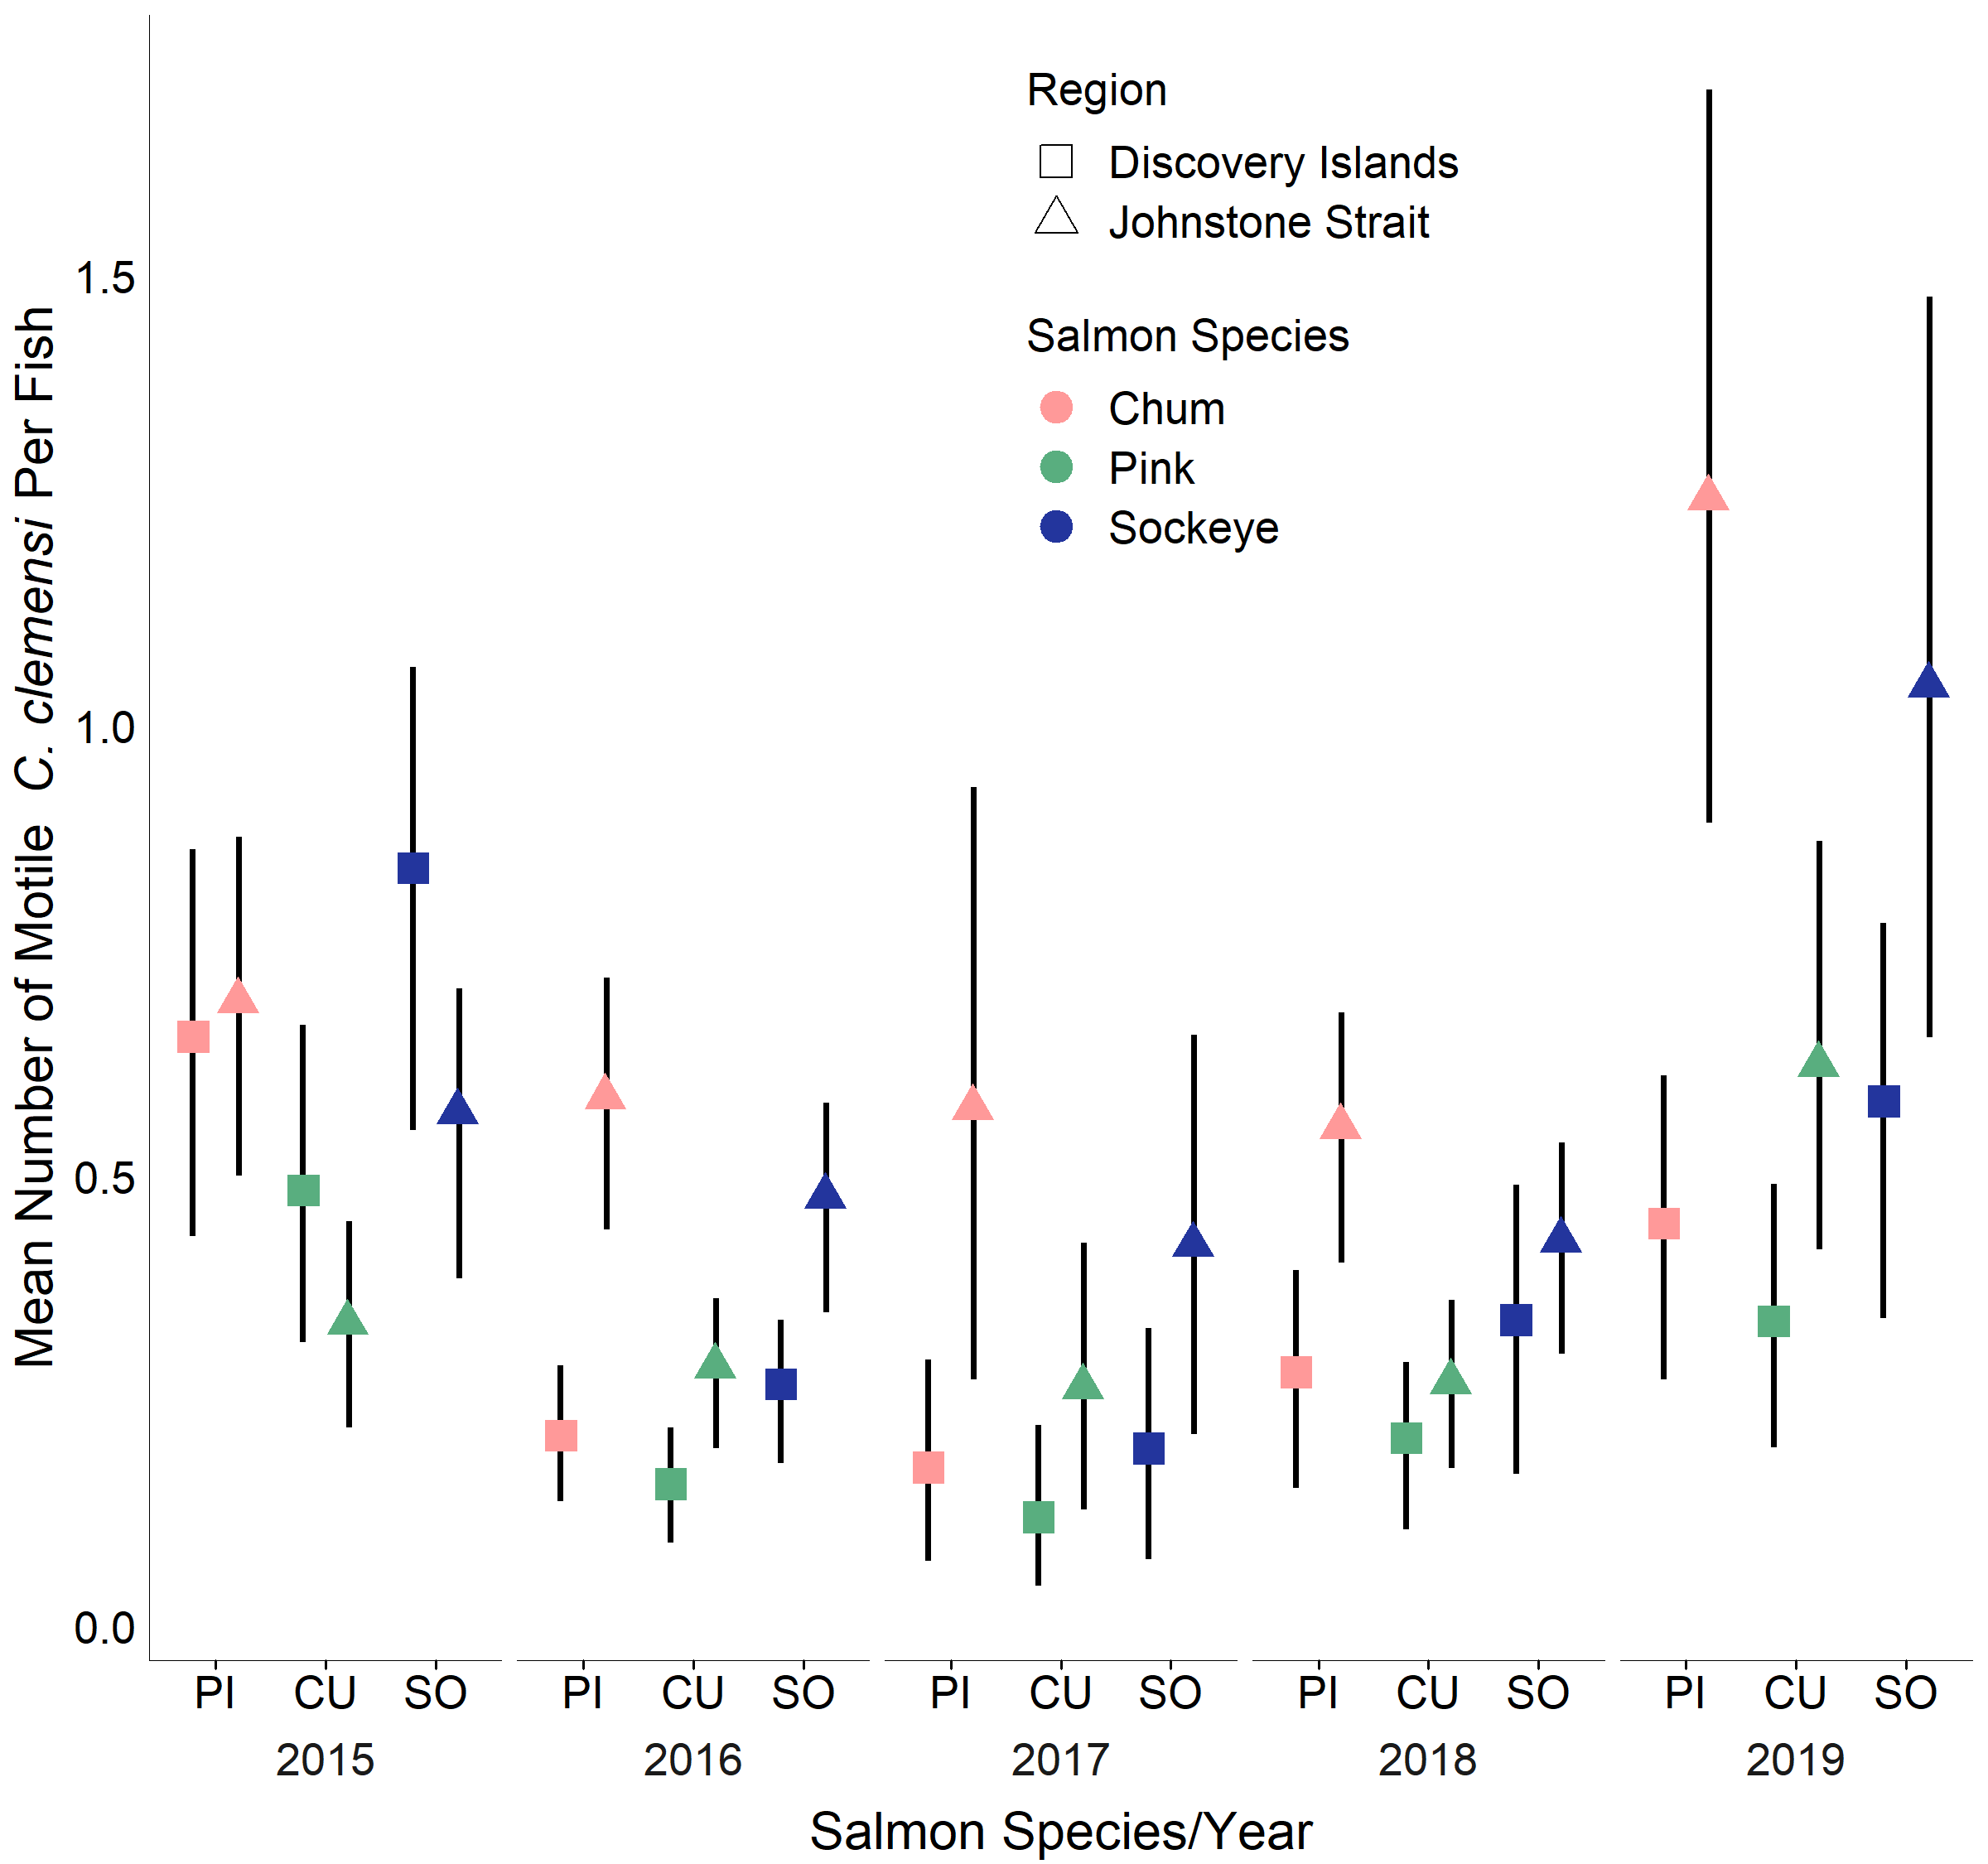 Region
Discovery Islands
Johnstone Strait
Salmon Species
Chum
Pink
Sockeye
Mean Number of Motile C. clemensi Per Fish
1.5
1.0
0.5
0.0
PI CU SO PI CU SO PI CU SO PI CU SO PI CU SO
2015 2016 2017 2018 2019
Salmon Species/Year